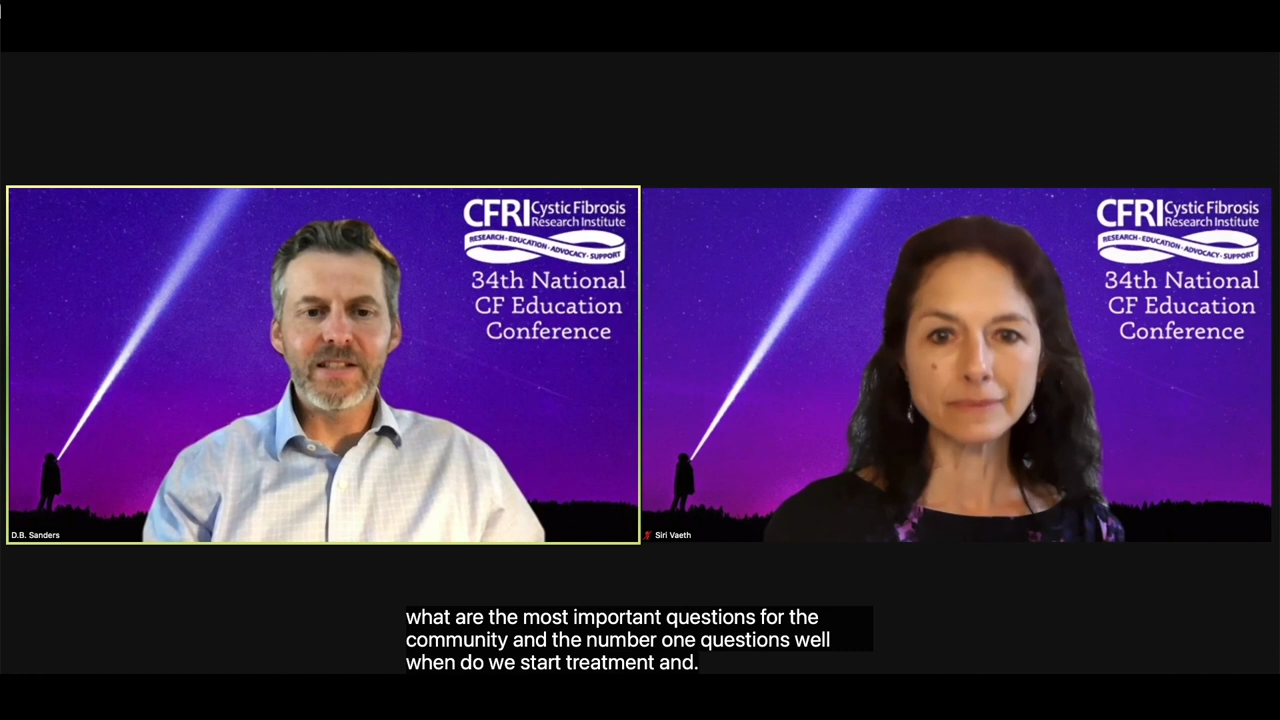 CFRI Cystic Fibrosis
Research Institute
RESEARCH • EDUCATION • ADVOCACY • SUPPORT
34th National
CF Education
Conference
D.B. Sanders
CFRI Cystic Fibrosis
Research Institute
RESEARCH • EDUCATION • ADVOCACY • SUPPORT
34th National
CF Education
Conference
Siri Vaeth
what are the most important questions for the
community and the number one questions well
when do we start treatment and.